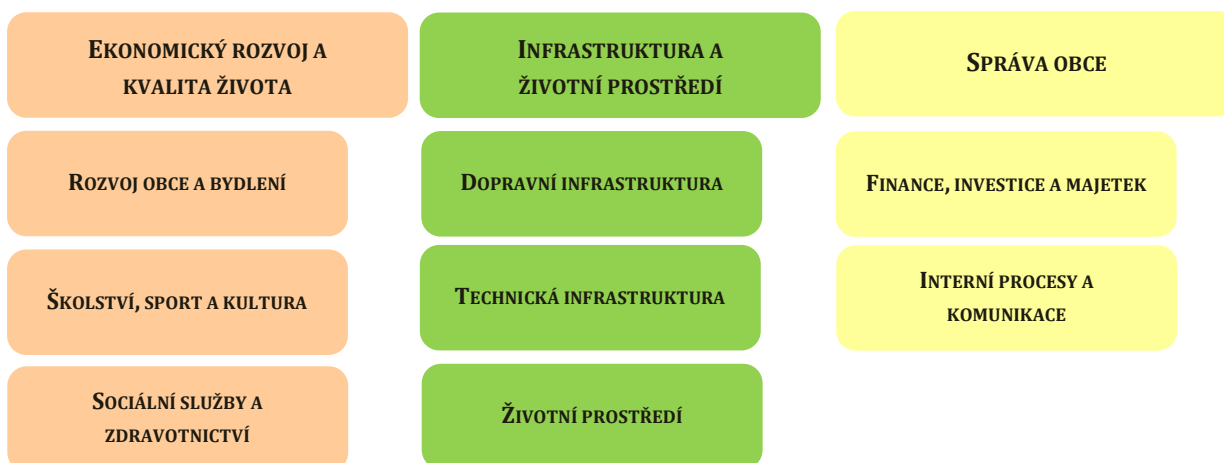 EKONOMICKÝ ROZVOJ A
KVALITA ŽIVOTA
ROZVOJ OBCE A BYDLENÍ
ŠKOLSTVÍ, SPORT A KULTURA
SOCIÁLNÍ SLUŽBY A
ZDRAVOTNICTVÍ
INFRASTRUKTURA A
ŽIVOTNÍ PROSTŘEDÍ
DOPRAVNÍ INFRASTRUKTURA
TECHNICKÁ INFRASTRUKTURA
ŽIVOTNÍ PROSTŘEDÍ
SPRÁVA OBCE
FINANCE, INVESTICE A MAJETEK
INTERNÍ PROCESY A
KOMUNIKACE